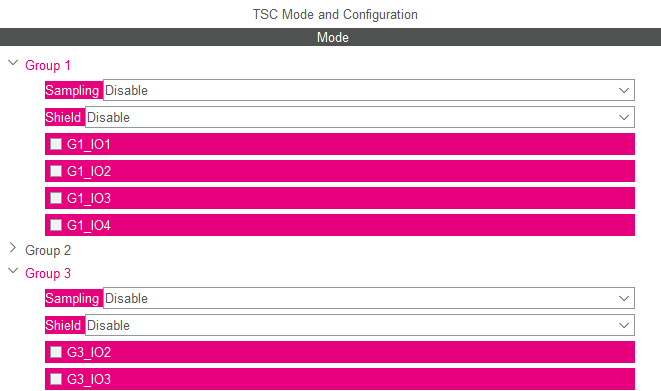 TSC Mode and Configuration
Mode
Group 1
Sampling Disable
Shield Disable
G1_IO1
G1_IO2
G1_IO3
G1_IO4
Group 2
Group 3
Sampling Disable
Shield Disable
G3_IO2
G3_IO3